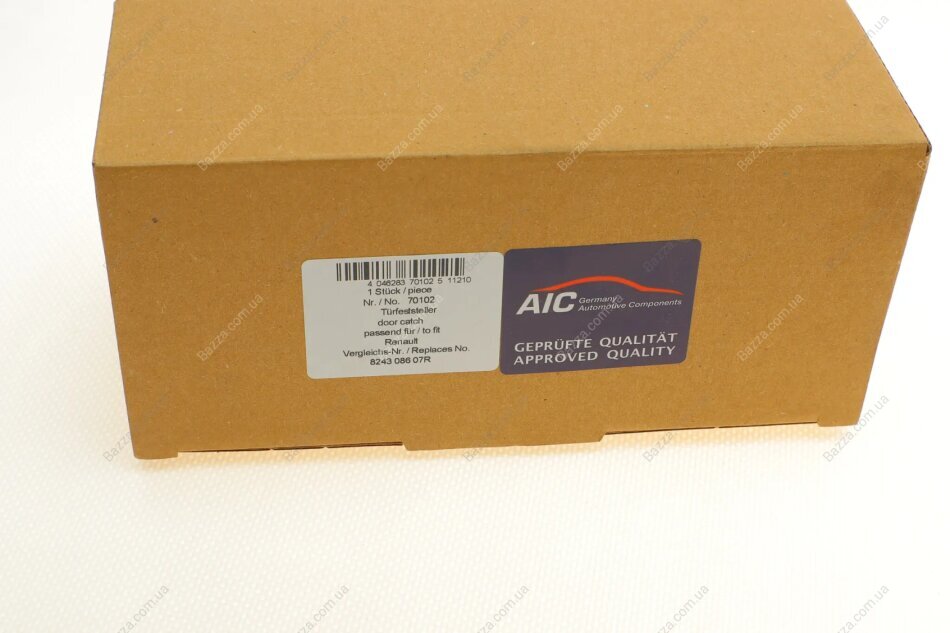 4 046283 70102 5 11210
1 Stück / piece
Nr. / No. 70102
Türfeststeller
door catch
passend für / to fit
Renault
Vergleichs-Nr. / Replaces No.
8243 086 07R
AIC Germany
Automotive Components
GEPRÜFTE QUALITÄT
APPROVED QUALITY
Bazza.com.ua